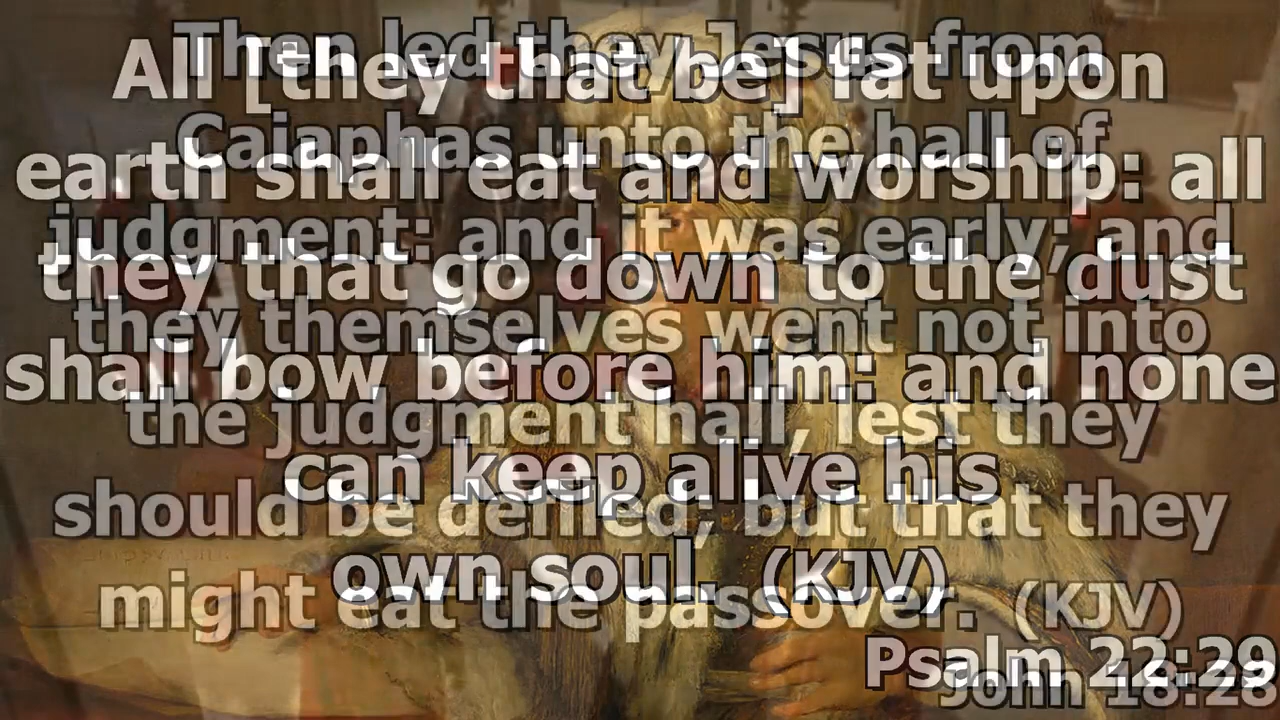 All [they that be] fat upon
earth shall eat and worship: all
they that go down to the dust
shall bow before him: and none
can keep alive his
own soul. (KJV)
Psalm 22:29
Then led they Jesus from
Caiaphas unto the hall of
judgment: and it was early; and
they themselves went not into
the judgment hall, lest they
should be defiled; but that they
might eat the passover. (KJV)
John 18:28